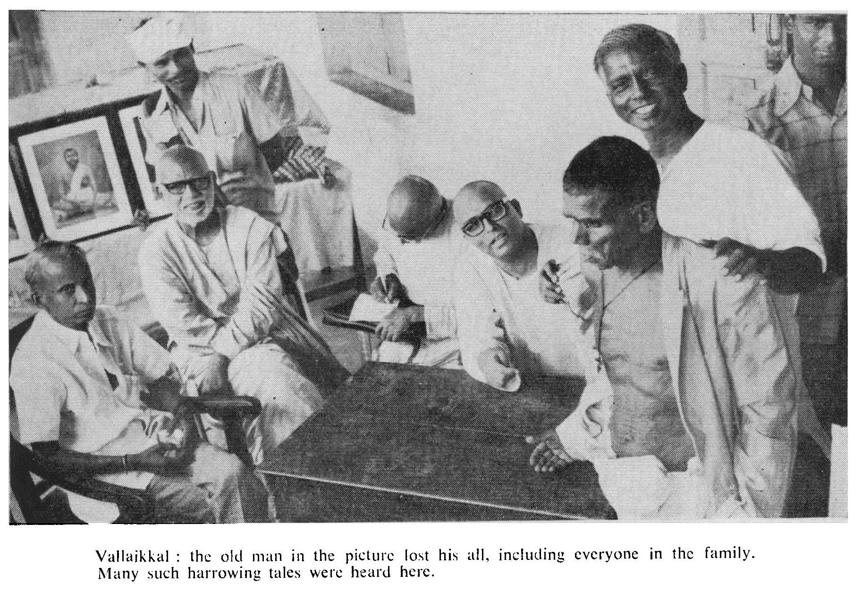 Vallaikkal : the old man in the picture lost his all, including everyone in the family.
Many such harrowing tales were heard here.